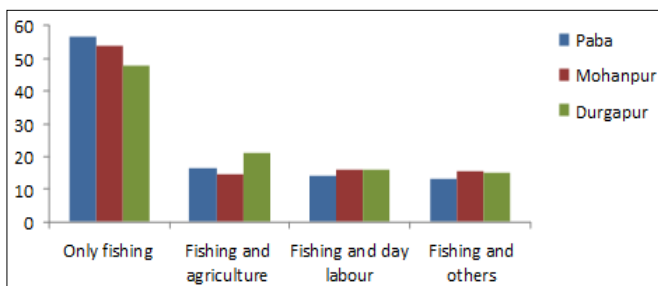 60
50
40
30
20
10
0
Only fishing
Fishing and
agriculture
Fishing and day
labour
Fishing and
others
Paba
Mohanpur
Durgapur